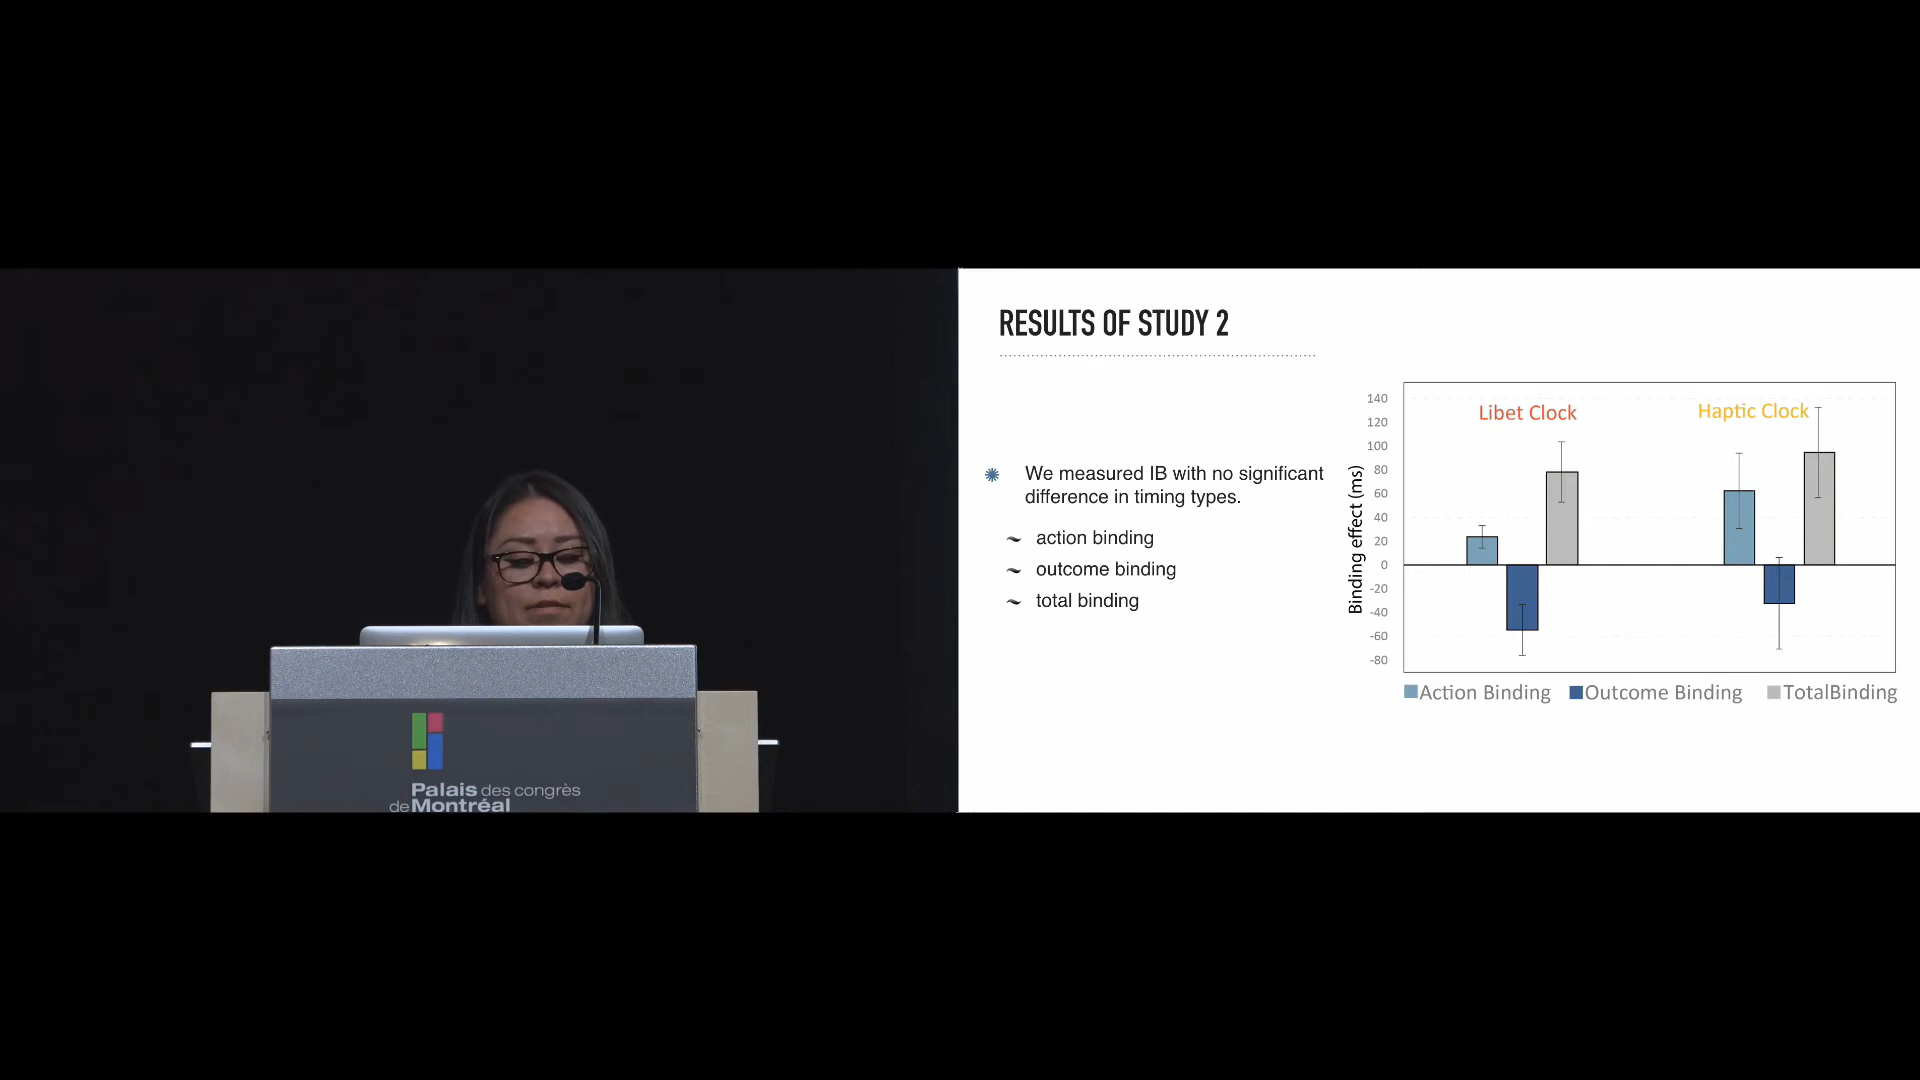 RESULTS OF STUDY 2
We measured IB with no significant
difference in timing types.
~ action binding
~ outcome binding
~ total binding
Binding effect (ms)
140
120
100
80
60
40
20
0
-20
-40
-60
-80
Libet Clock
Haptic Clock
Action Binding
Outcome Binding
TotalBinding
Palais des congrès
de Montréal